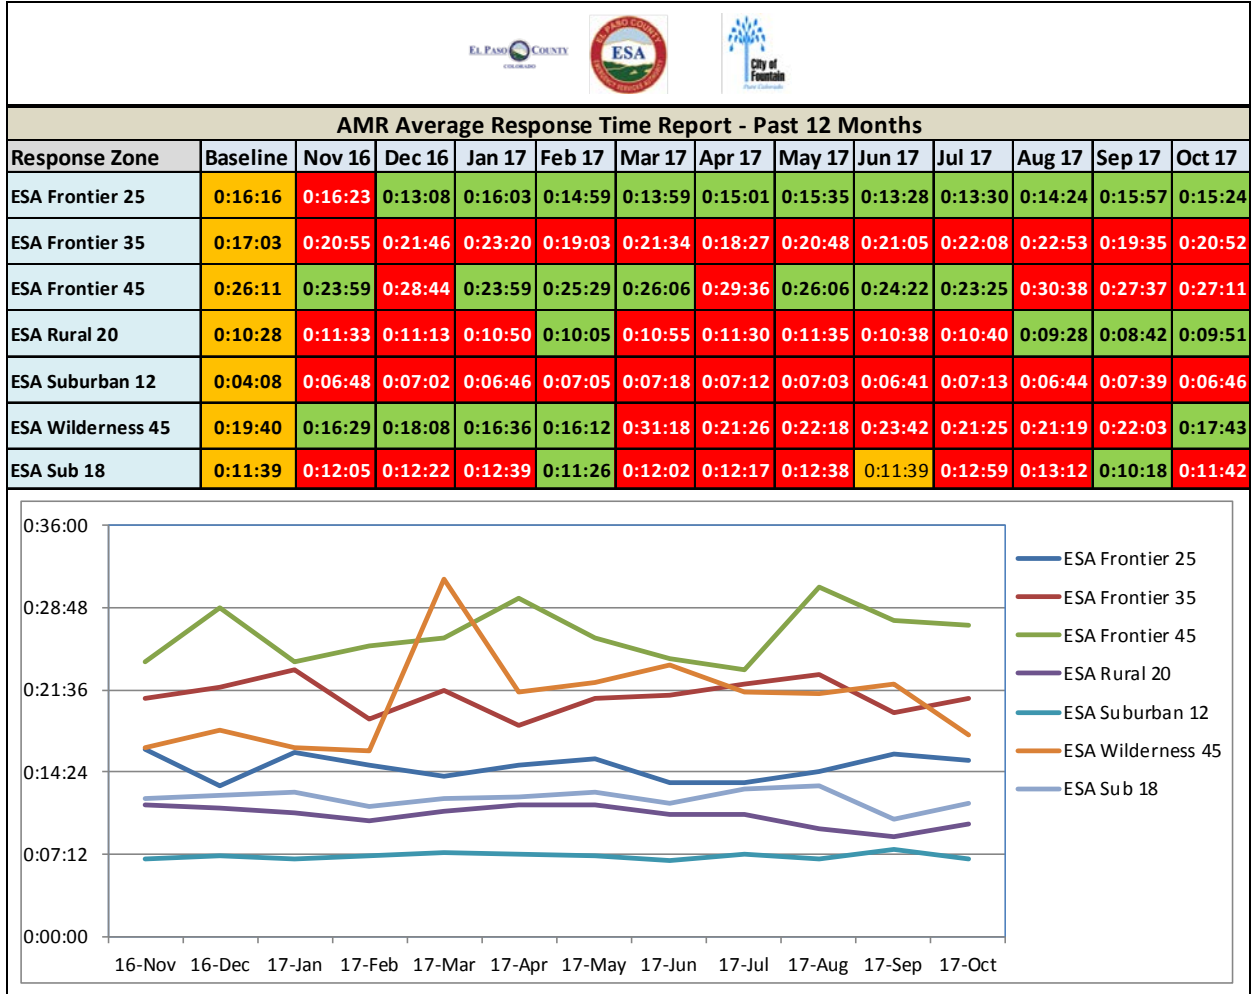 EL PASO COUNTY
COLORADO
EL PASO COUNTY
ESA
EMERGENCY SERVICES AUTHORITY
City of
Fountain
Pure Colorado
AMR Average Response Time Report - Past 12 Months
Response Zone Baseline Nov 16 Dec 16 Jan 17 Feb 17 Mar 17 Apr 17 May 17 Jun 17 Jul 17 Aug 17 Sep 17 Oct 17
ESA Frontier 25 0:16:16 0:16:23 0:13:08 0:16:03 0:14:59 0:13:59 0:15:01 0:15:35 0:13:28 0:13:30 0:14:24 0:15:57 0:15:24
ESA Frontier 35 0:17:03 0:20:55 0:21:46 0:23:20 0:19:03 0:21:34 0:18:27 0:20:48 0:21:05 0:22:08 0:22:53 0:19:35 0:20:52
ESA Frontier 45 0:26:11 0:23:59 0:28:44 0:23:59 0:25:29 0:26:06 0:29:36 0:26:06 0:24:22 0:23:25 0:30:38 0:27:37 0:27:11
ESA Rural 20 0:10:28 0:11:33 0:11:13 0:10:50 0:10:05 0:10:55 0:11:30 0:11:35 0:10:38 0:10:40 0:09:28 0:08:42 0:09:51
ESA Suburban 12 0:04:08 0:06:48 0:07:02 0:06:46 0:07:05 0:07:18 0:07:12 0:07:03 0:06:41 0:07:13 0:06:44 0:07:39 0:06:46
ESA Wilderness 45 0:19:40 0:16:29 0:18:08 0:16:36 0:16:12 0:31:18 0:21:26 0:22:18 0:23:42 0:21:25 0:21:19 0:22:03 0:17:43
ESA Sub 18 0:11:39 0:12:05 0:12:22 0:12:39 0:11:26 0:12:02 0:12:17 0:12:38 0:11:39 0:12:59 0:13:12 0:10:18 0:11:42
0:36:00
0:28:48
0:21:36
0:14:24
0:07:12
0:00:00
16-Nov 16-Dec 17-Jan 17-Feb 17-Mar 17-Apr 17-May 17-Jun 17-Jul 17-Aug 17-Sep 17-Oct
ESA Frontier 25
ESA Frontier 35
ESA Frontier 45
ESA Rural 20
ESA Suburban 12
ESA Wilderness 45
ESA Sub 18